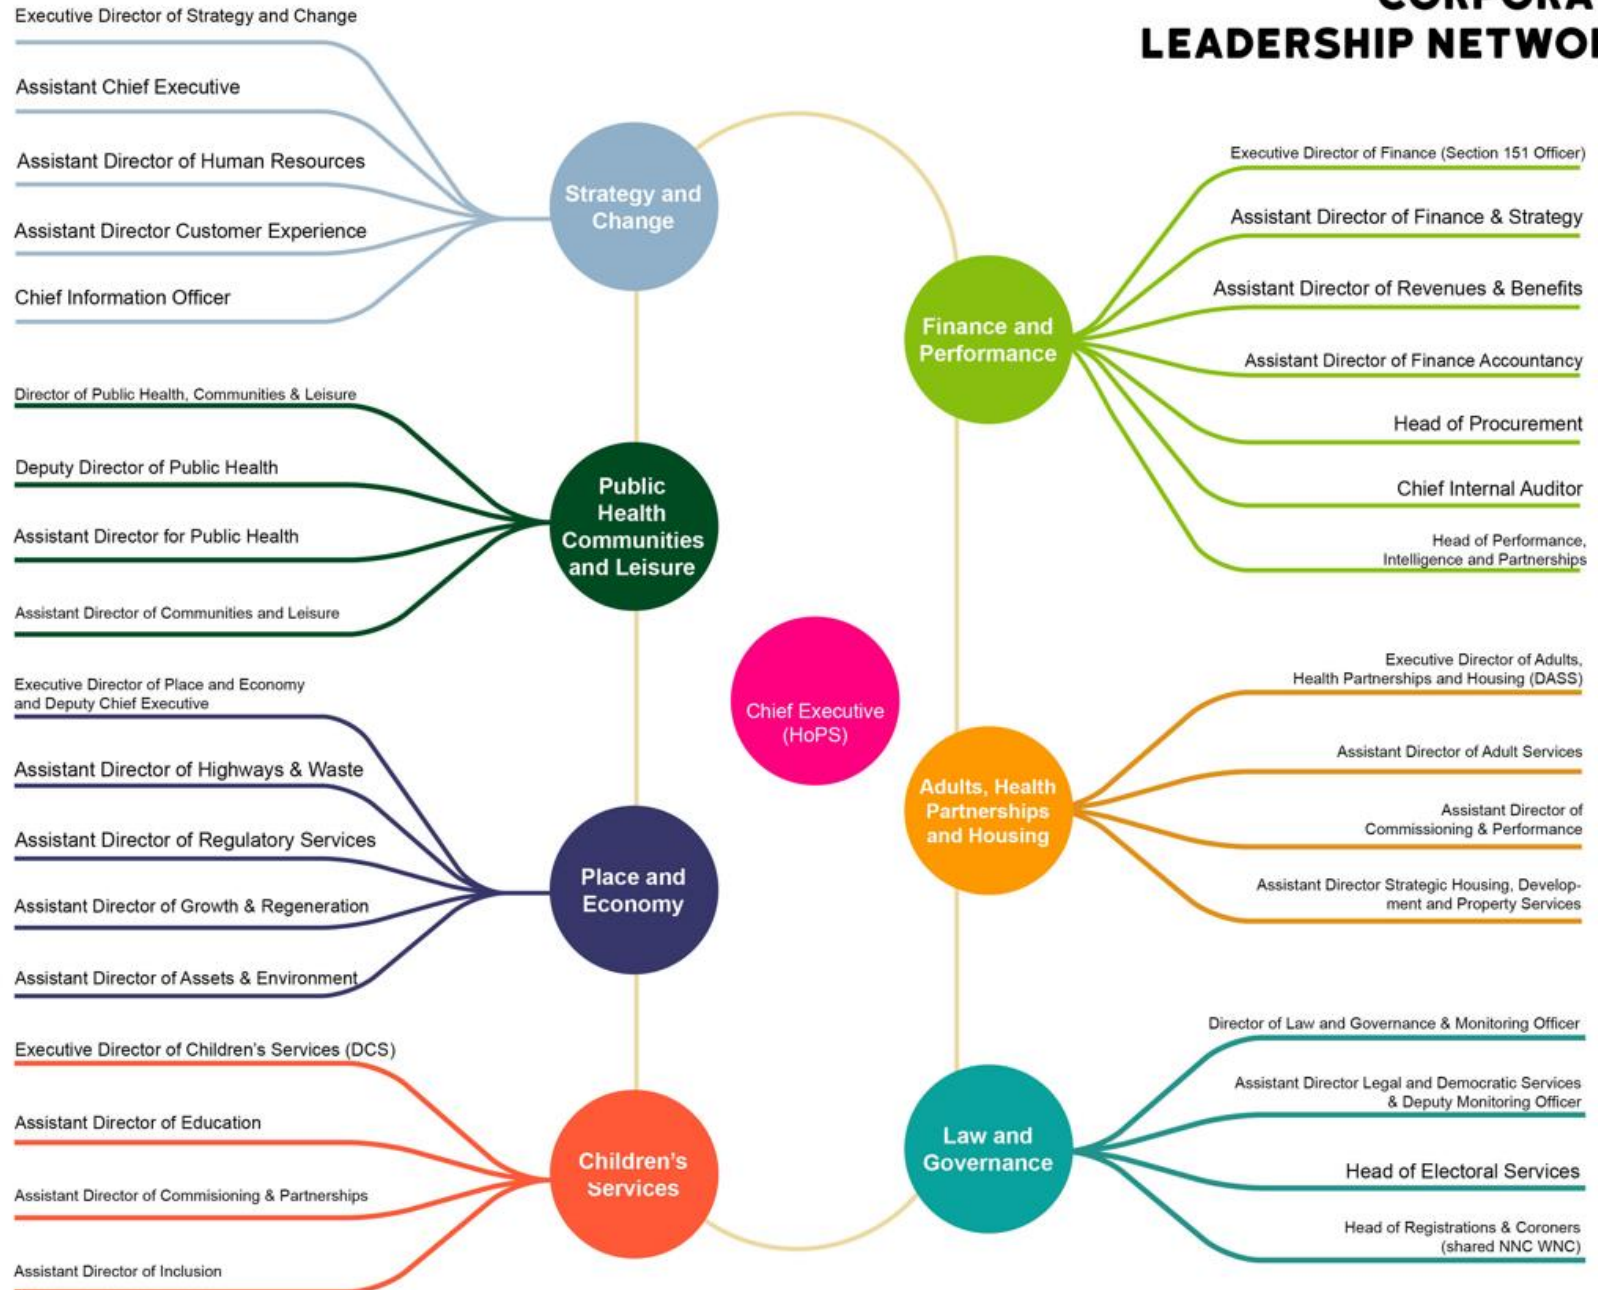 LEADERSHIP
Executive Director of Strategy and Change
Assistant Chief Executive
Assistant Director of Human Resources
Assistant Director Customer Experience
Chief Information Officer
Strategy and
Change
Director of Public Health, Communities & Leisure
Deputy Director of Public Health
Assistant Director for Public Health
Assistant Director of Communities and Leisure
Public
Health
Communities
and Leisure
Executive Director of Place and Economy
and Deputy Chief Executive
Assistant Director of Highways & Waste
Assistant Director of Regulatory Services
Assistant Director of Growth & Regeneration
Assistant Director of Assets & Environment
Place and
Economy
Executive Director of Children's Services (DCS)
Assistant Director of Education
Assistant Director of Commisioning & Partnerships
Assistant Director of Inclusion
Children's
Services
Chief Executive
(HoPS)
Finance and
Performance
Executive Director of Finance (Section 151 Officer)
Assistant Director of Finance & Strategy
Assistant Director of Revenues & Benefits
Assistant Director of Finance Accountancy
Head of Procurement
Chief Internal Auditor
Head of Performance,
Intelligence and Partnerships
Adults, Health
Partnerships
and Housing
Executive Director of Adults,
Health Partnerships and Housing (DASS)
Assistant Director of Adult Services
Assistant Director of
Commissioning & Performance
Assistant Director Strategic Housing, Develop-
ment and Property Services
Law and
Governance
Director of Law and Governance & Monitoring Officer
Assistant Director Legal and Democratic Services
& Deputy Monitoring Officer
Head of Electoral Services
Head of Registrations & Coroners
(shared NNC WNC)